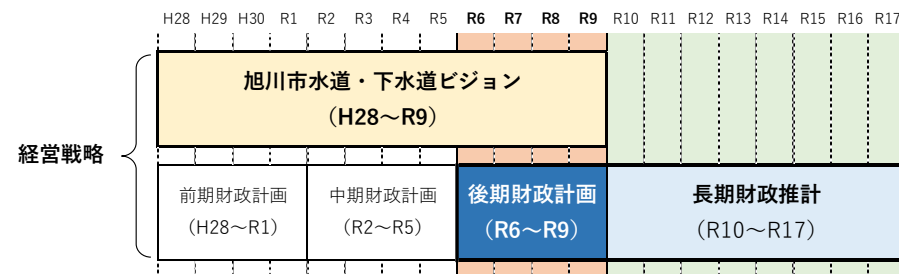 H28 H29 H30 R1 R2 R3 R4 R5 R6 R7 R8 R9 R10 R11 R12 R13 R14 R15 R16 R17
旭川市水道・下水道ビジョン
（H28～R9）
経営戦略
前期財政計画 中期財政計画 後期財政計画 長期財政推計
（H28～R1） （R2～R5） （R6～R9） （R10～R17）